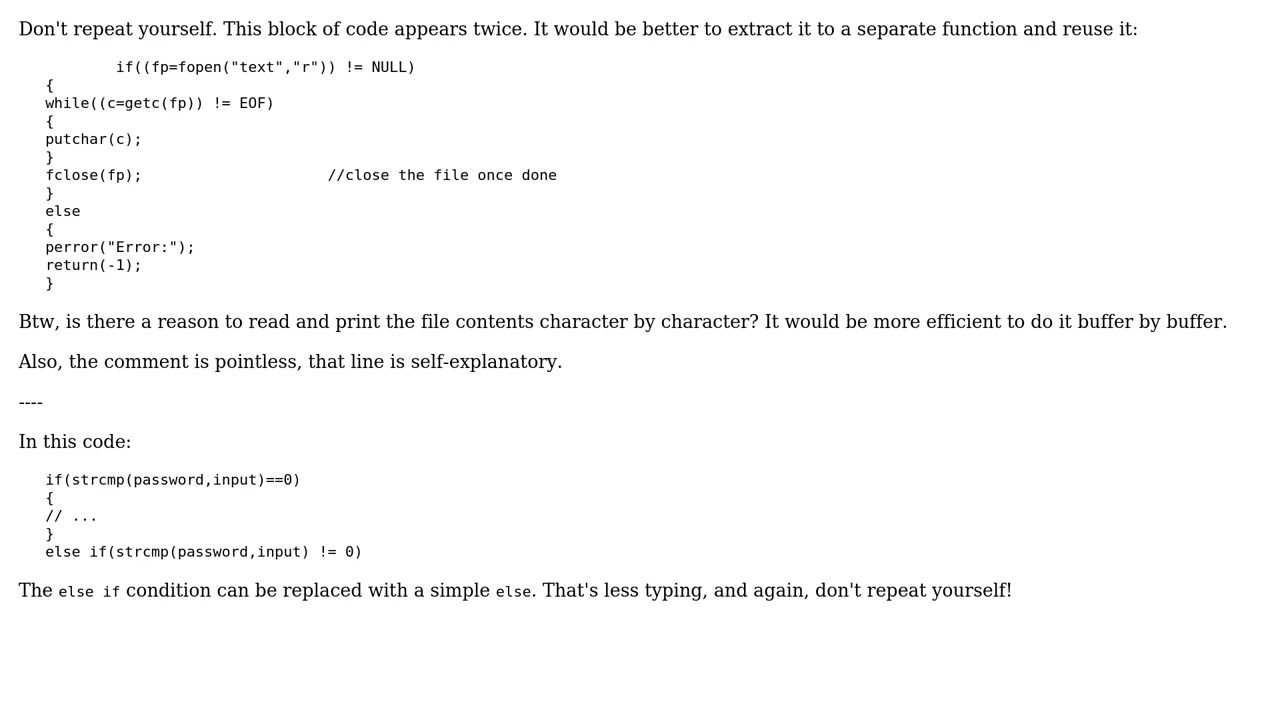 Don't repeat yourself. This block of code appears twice. It would be better to extract it to a separate function and reuse it:
if((fp=fopen("text","r")) != NULL)
{
while((c=getc(fp)) != EOF)
{
putchar(c);
}
fclose(fp);                     //close the file once done
}
else
{
perror("Error:");
return(-1);
}
Btw, is there a reason to read and print the file contents character by character? It would be more efficient to do it buffer by buffer.
Also, the comment is pointless, that line is self-explanatory.
----
In this code:
if(strcmp(password,input)==0)
{
// ...
}
else if(strcmp(password,input) != 0)
The else if condition can be replaced with a simple else. That's less typing, and again, don't repeat yourself!